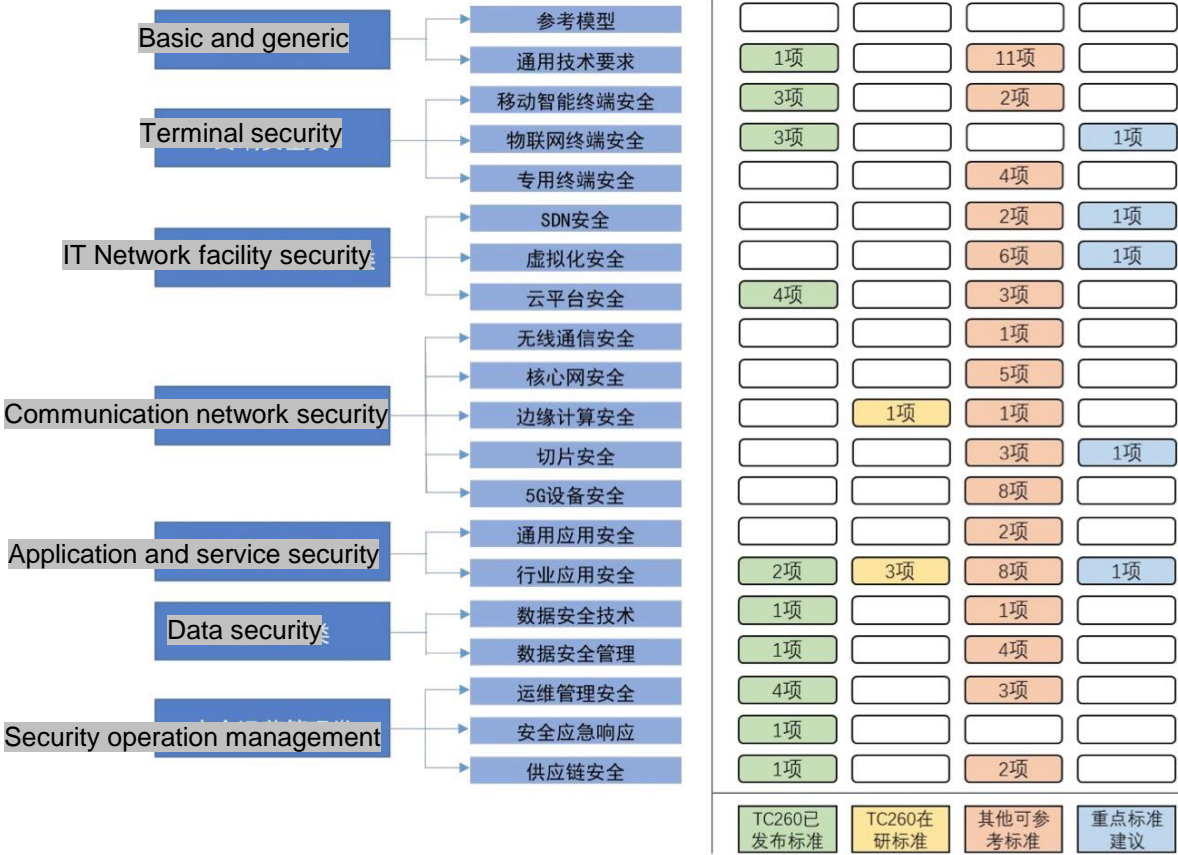 Basic and generic
参考模型
通用技术要求
1项
11项
Terminal security
移动智能终端安全
3项
2项
物联网终端安全
3项
1项
专用终端安全
4项
IT Network facility security
SDN安全
2项
1项
虚拟化安全
6项
1项
云平台安全
4项
3项
Communication network security
无线通信安全
1项
核心网安全
5项
边缘计算安全
1项
1项
切片安全
3项
1项
5G设备安全
8项
Application and service security
通用应用安全
2项
行业应用安全
2项
3项
8项
1项
Data security
数据安全技术
1项
1项
数据安全管理
1项
4项
Security operation management
运维管理安全
4项
3项
安全应急响应
1项
供应链安全
1项
2项
TC260已
发布标准
TC260在
研标准
其他可参
考标准
重点标准
建议